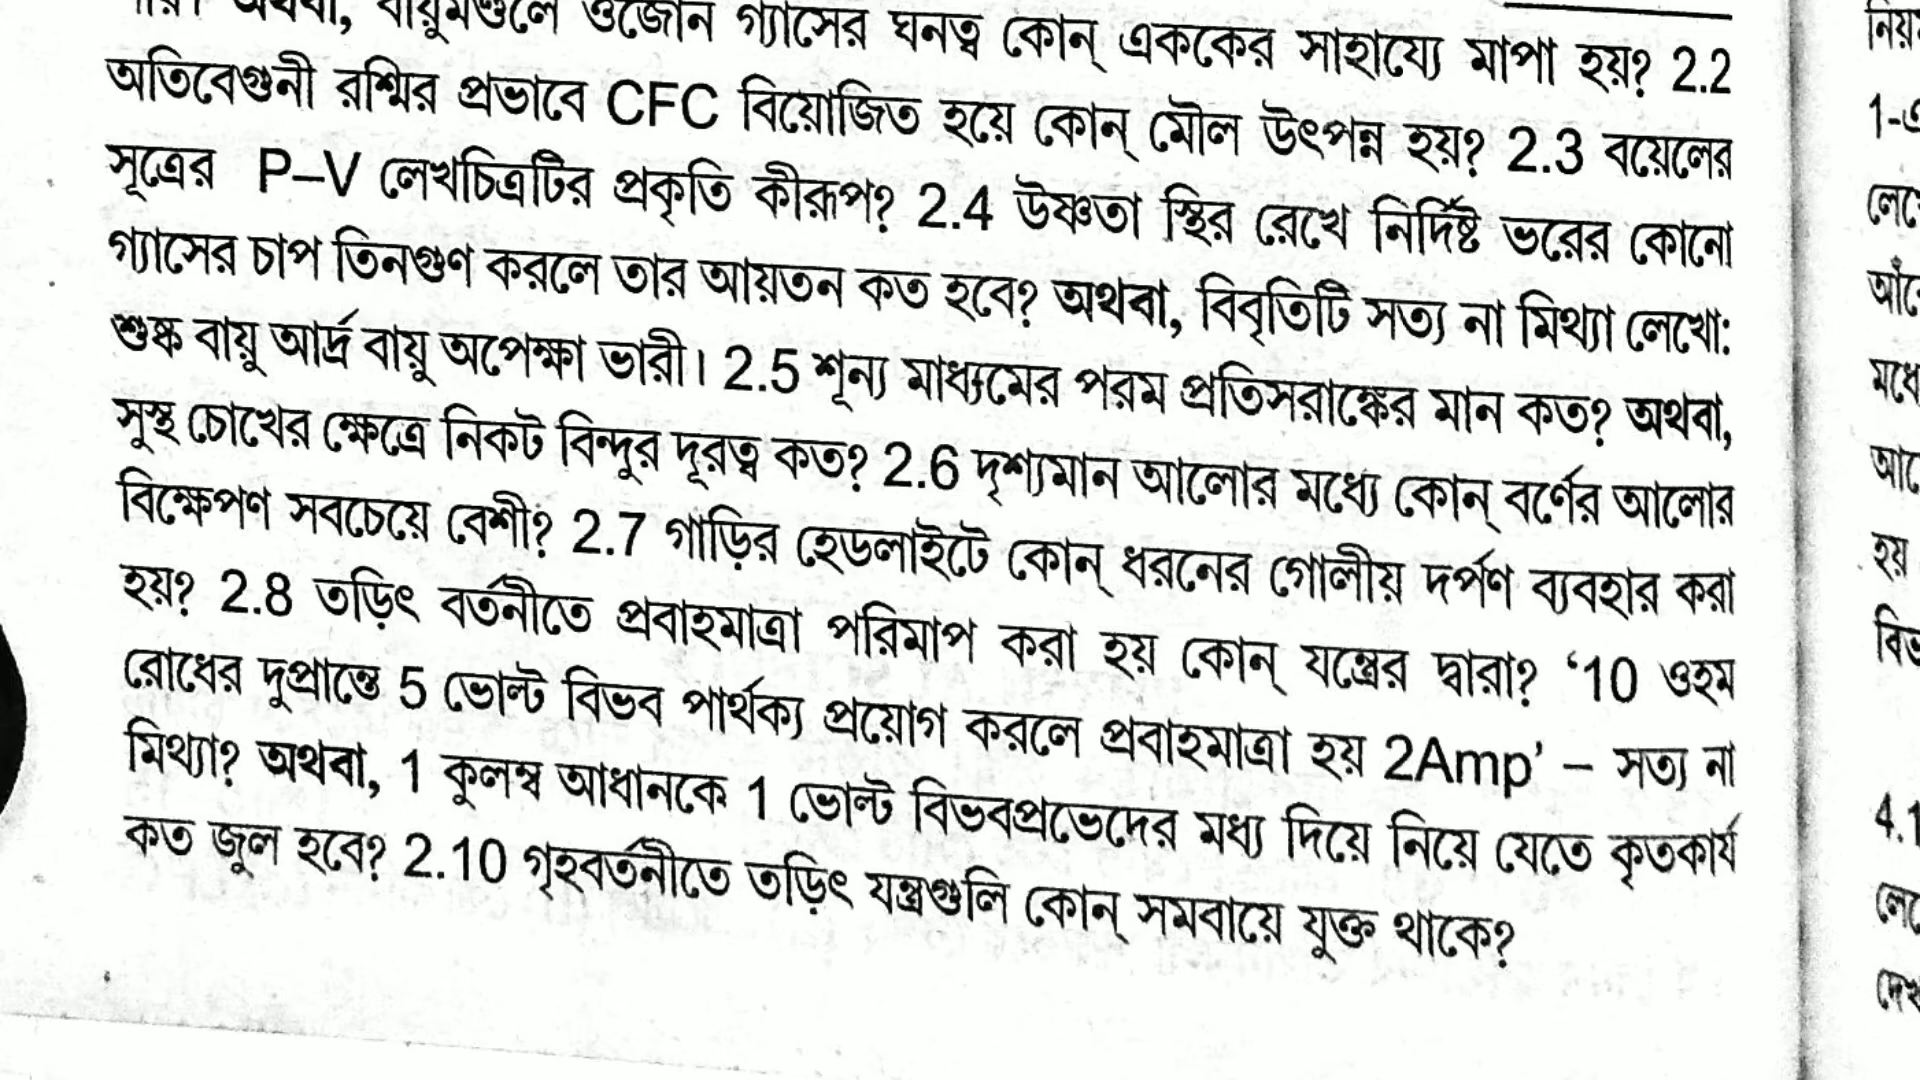 অথবা, বায়ুমণ্ডলে ওজোন গ্যাসের ঘনত্ব কোন্ এককের সাহায্যে মাপা হয়? 2.2
অতিবেগুনী রশ্মির প্রভাবে CFC বিয়োজিত হয়ে কোন্ মৌল উৎপন্ন হয়? 2.3 বয়েলের
সূত্রের P–V লেখচিত্রটির প্রকৃতি কীরূপ? 2.4 উষ্ণতা স্থির রেখে নির্দিষ্ট ভরের কোনো
গ্যাসের চাপ তিনগুণ করলে তার আয়তন কত হবে? অথবা, বিবৃতিটি সত্য না মিথ্যা লেখো:
শুষ্ক বায়ু আর্দ্র বায়ু অপেক্ষা ভারী। 2.5 শূন্য মাধ্যমের পরম প্রতিসরাঙ্কের মান কত? অথবা,
সুস্থ চোখের ক্ষেত্রে নিকট বিন্দুর দূরত্ব কত? 2.6 দৃশ্যমান আলোর মধ্যে কোন্ বর্ণের আলোর
বিক্ষেপণ সবচেয়ে বেশী? 2.7 গাড়ির হেডলাইটে কোন্ ধরনের গোলীয় দর্পণ ব্যবহার করা
হয়? 2.8 তড়িৎ বর্তনীতে প্রবাহমাত্রা পরিমাপ করা হয় কোন্ যন্ত্রের দ্বারা? ‘10 ওহম
রোধের দুপ্রান্তে 5 ভোল্ট বিভব পার্থক্য প্রয়োগ করলে প্রবাহমাত্রা হয় 2Amp’ – সত্য না
মিথ্যা? অথবা, 1 কুলম্ব আধানকে 1 ভোল্ট বিভবপ্রভেদের মধ্য দিয়ে নিয়ে যেতে কৃতকার্য
কত জুল হবে? 2.10 গৃহবর্তনীতে তড়িৎ যন্ত্রগুলি কোন্ সমবায়ে যুক্ত থাকে?
হয়
4.1